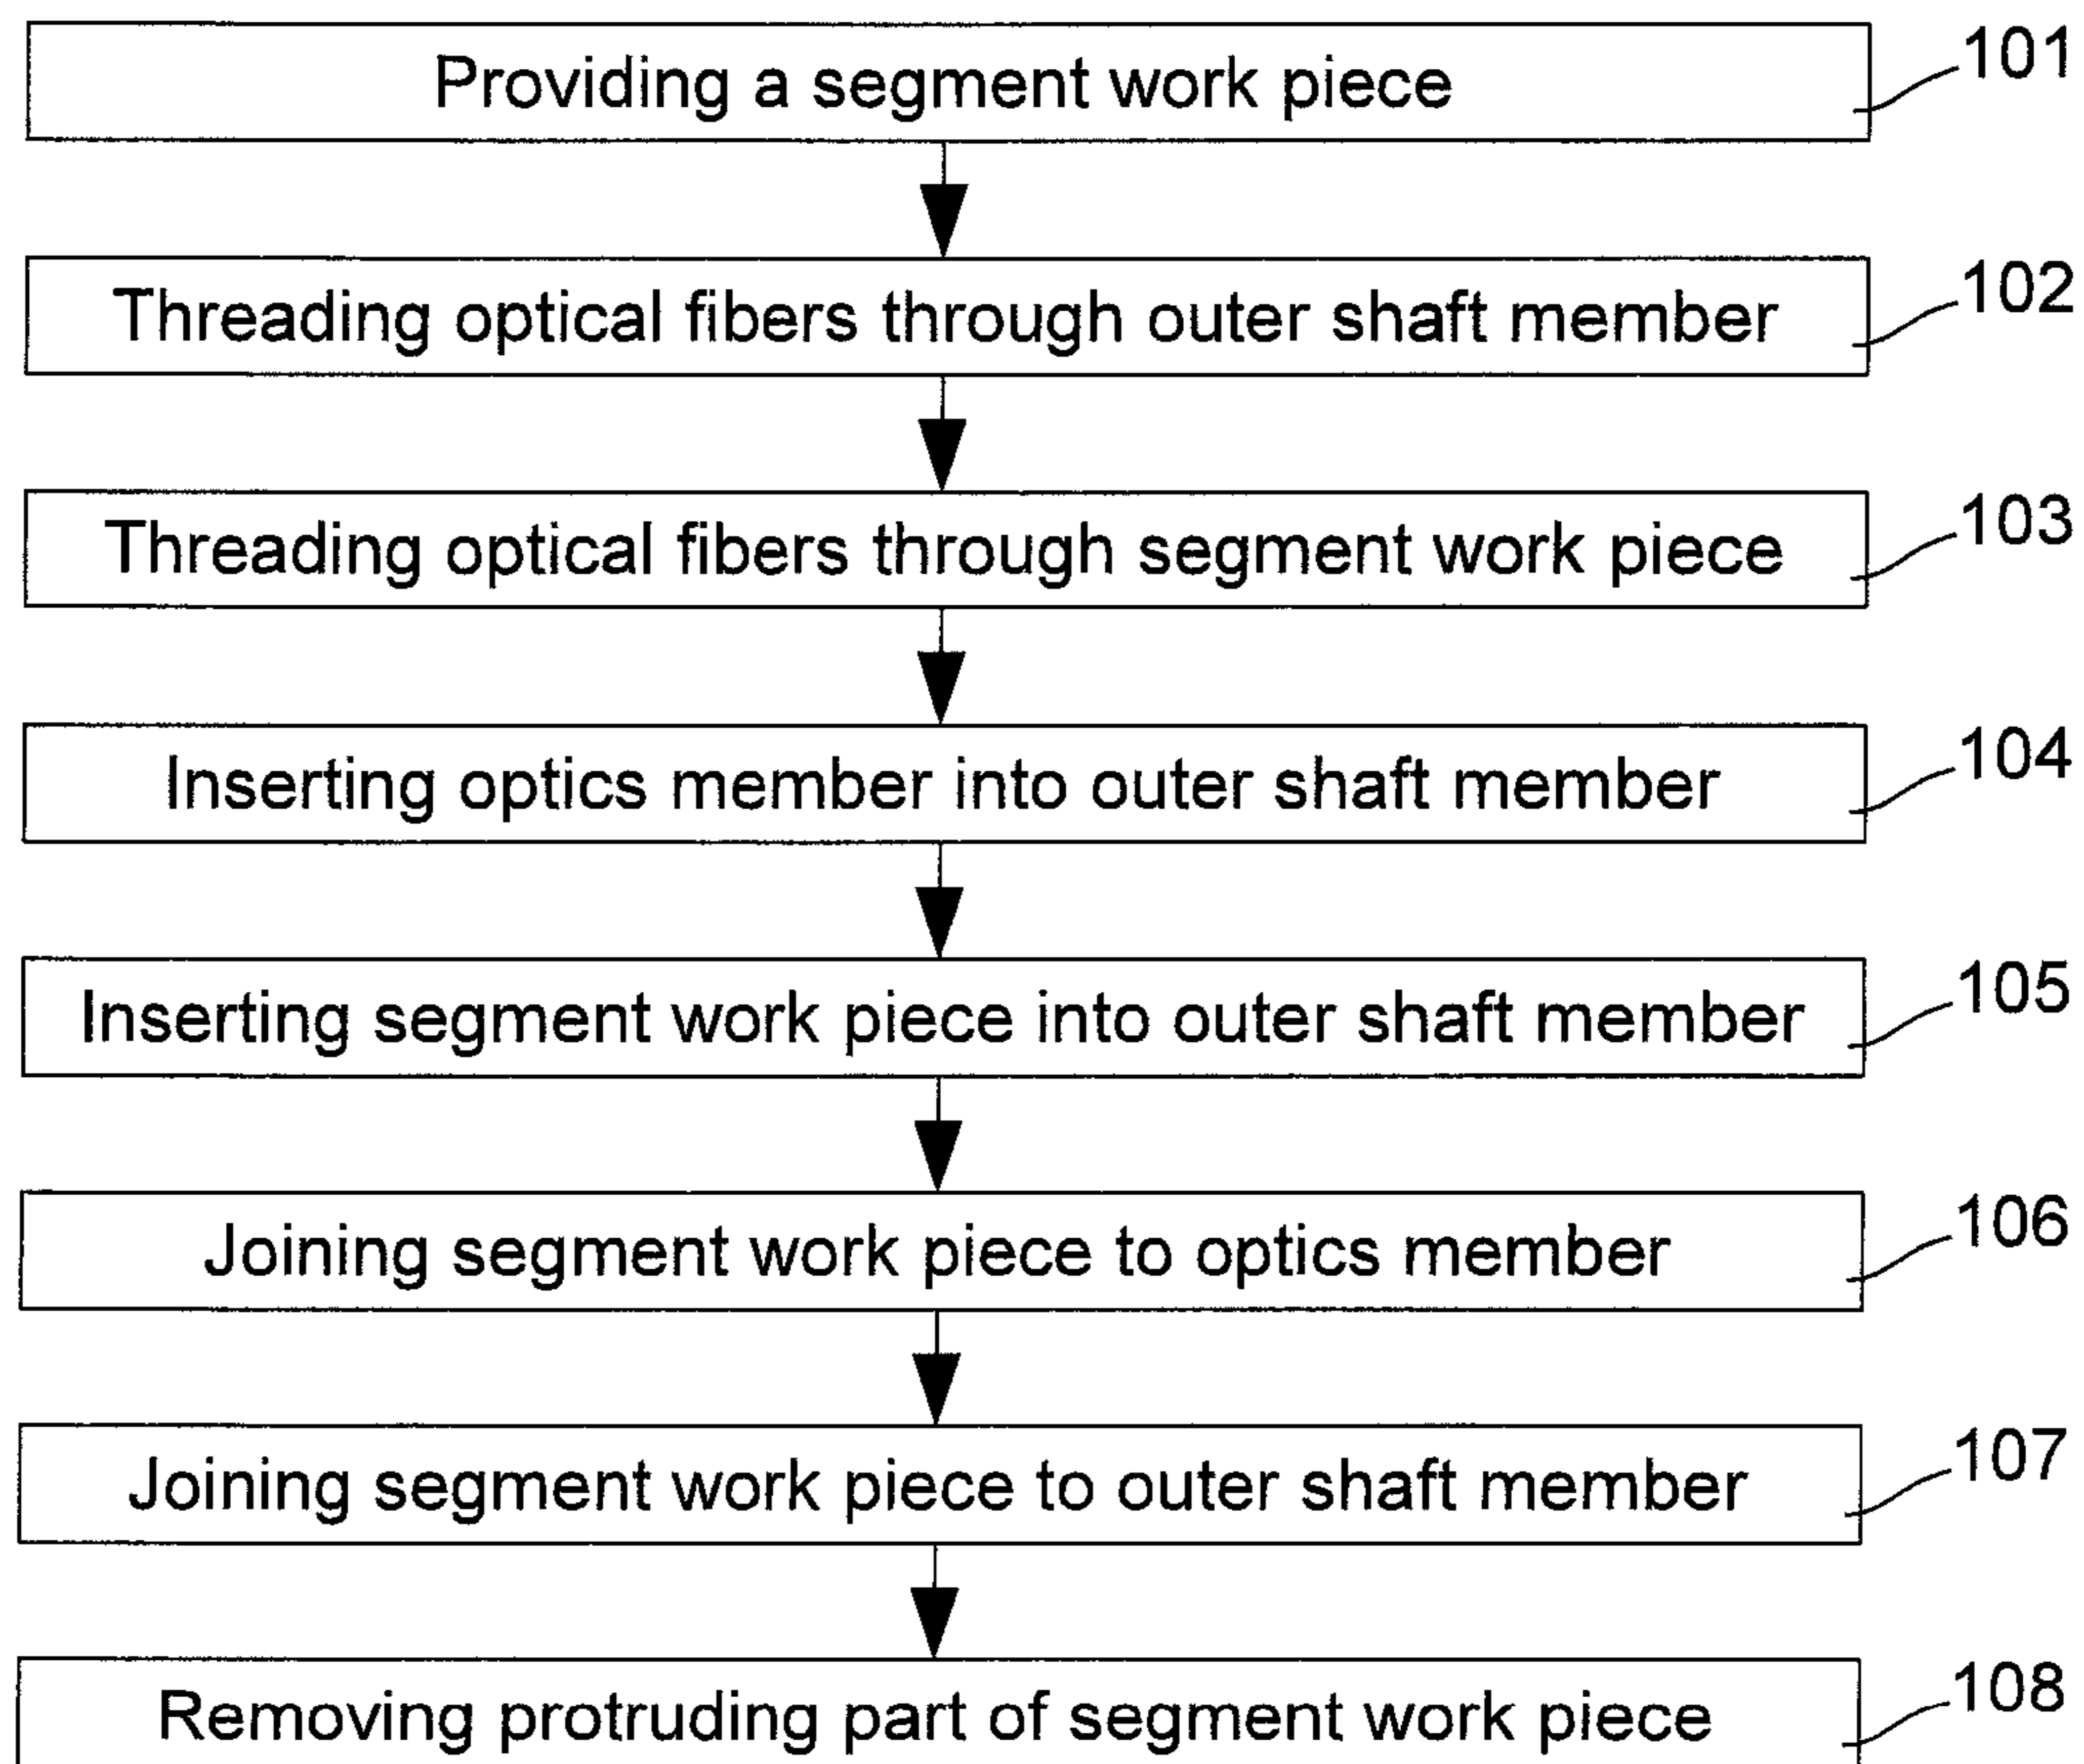 Providing a segment work piece
101
Threading optical fibers through outer shaft member
102
Threading optical fibers through segment work piece
103
Inserting optics member into outer shaft member
104
Inserting segment work piece into outer shaft member
105
Joining segment work piece to optics member
106
Joining segment work piece to outer shaft member
107
Removing protruding part of segment work piece
108